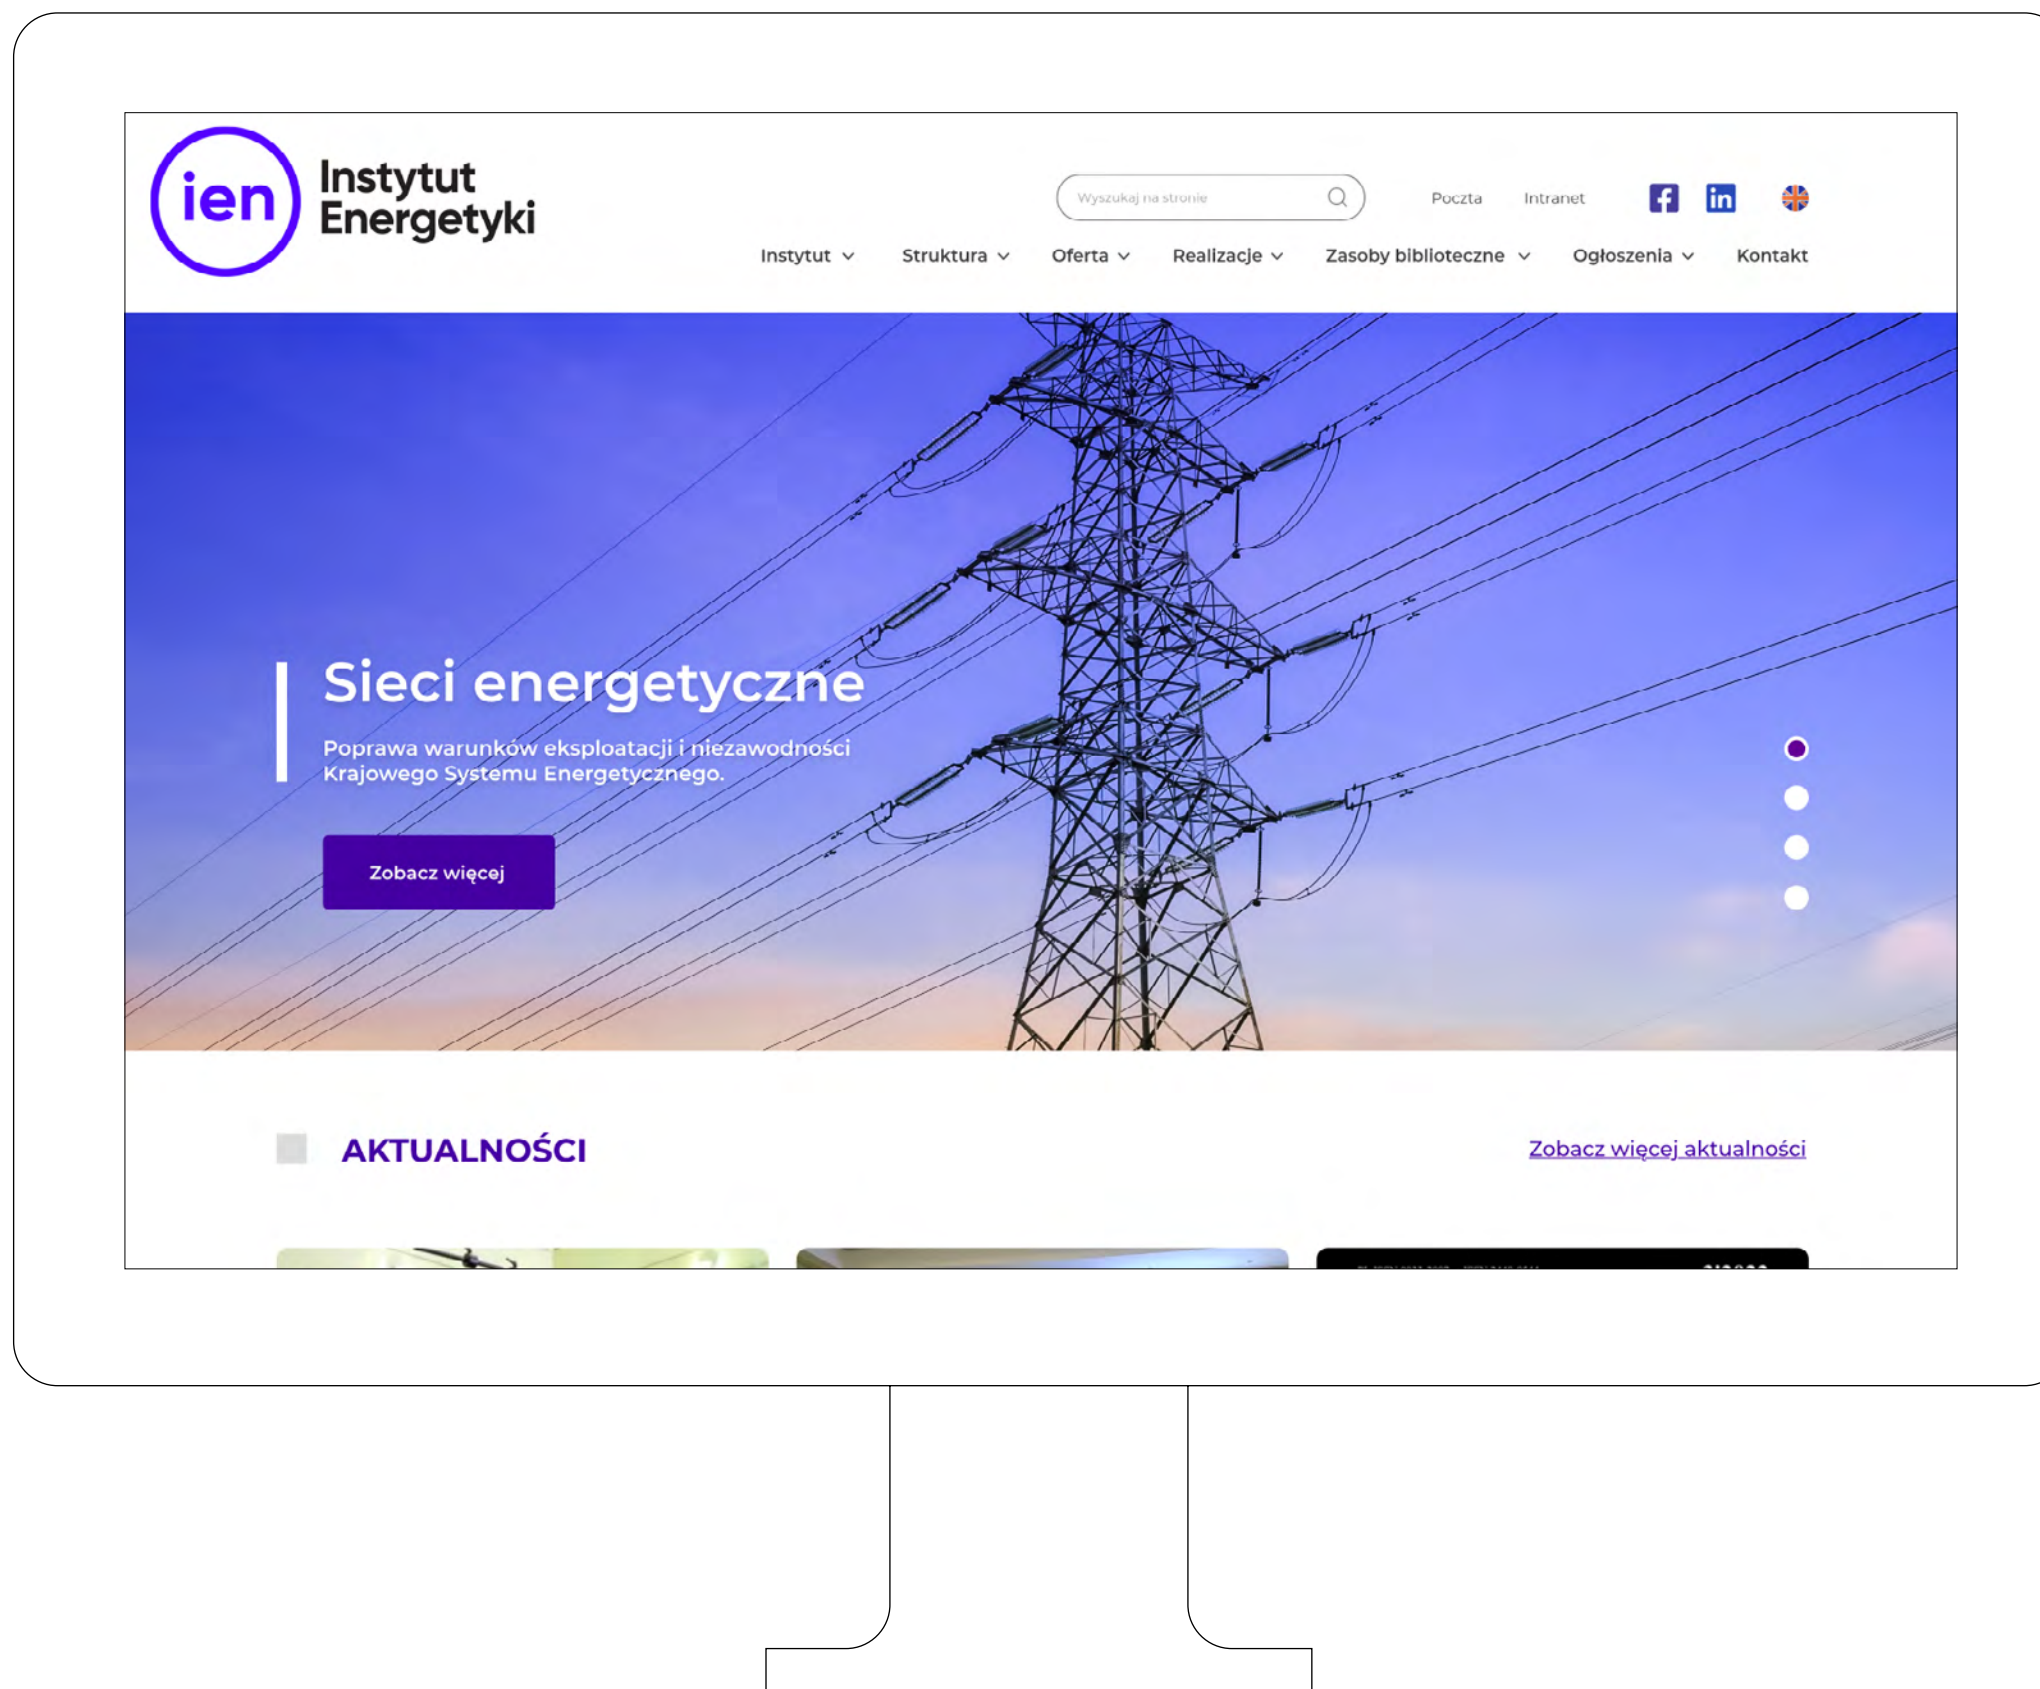 ien
Instytut
Energetyki
Wyszukaj na stronie
Poczta Intranet
Instytut Struktura Oferta Realizacje Zasoby biblioteczne Ogłoszenia Kontakt
Sieci energetyczne
Poprawa warunków eksploatacji i niezawodności
Krajowego Systemu Energetycznego.
Zobacz więcej
AKTUALNOŚCI
Zobacz więcej aktualności